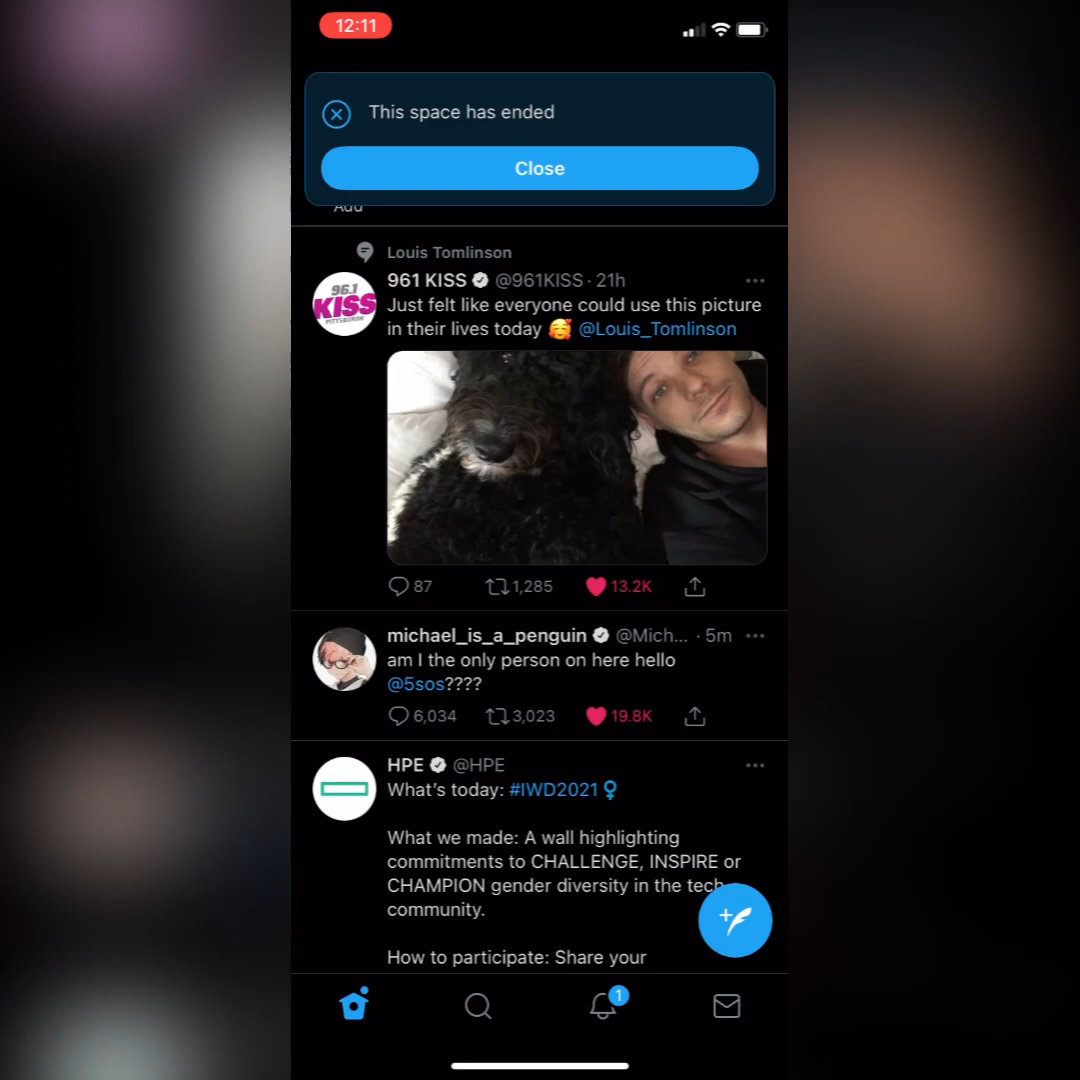 12:11
This space has ended
Close
Add
Louis Tomlinson
961 KISS @961KISS · 21h
96.1
KISS
PITTSBURGH
Just felt like everyone could use this picture
in their lives today 🥰 @Louis_Tomlinson
87 1,285 13.2K
michael_is_a_penguin @Mich... · 5m
am I the only person on here hello
@5sos????
6,034 3,023 19.8K
HPE @HPE
What's today: #IWD2021 ♀
What we made: A wall highlighting
commitments to CHALLENGE, INSPIRE or
CHAMPION gender diversity in the tech
community.
How to participate: Share your
1